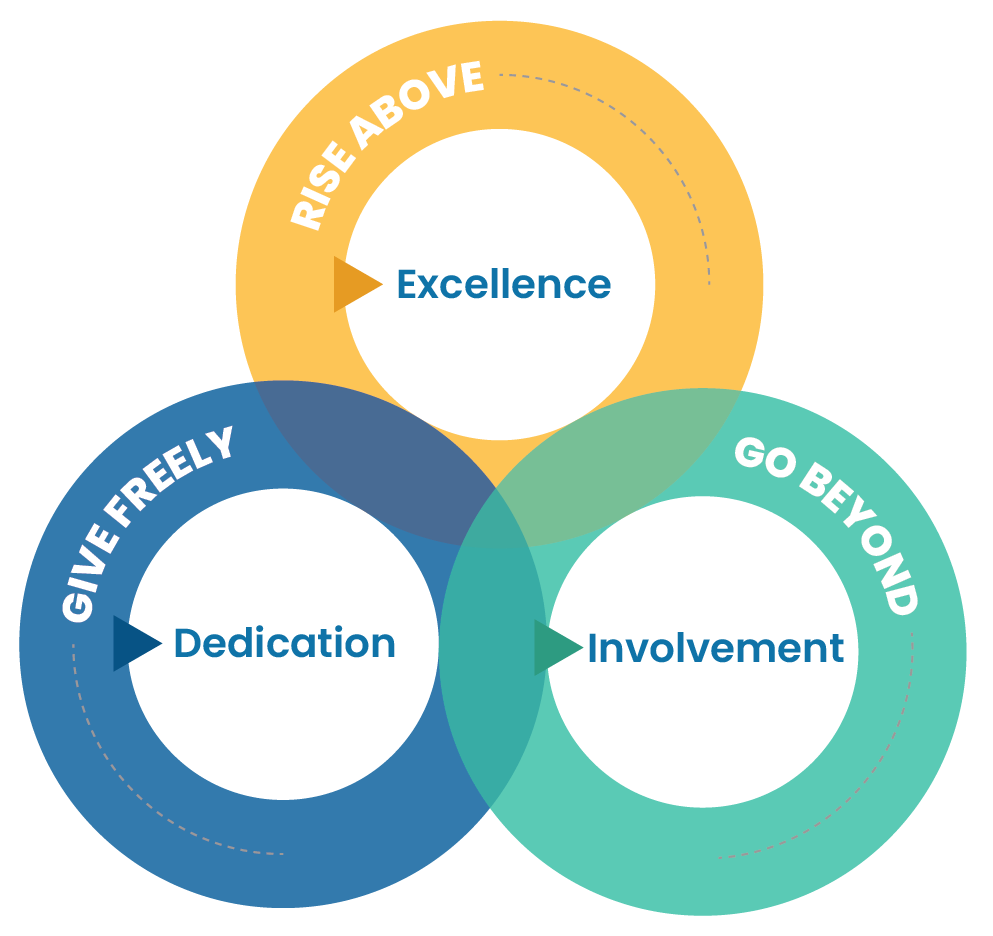 RISE ABOVE
Excellence
GIVE FREELY
Dedication
GO BEYOND
Involvement